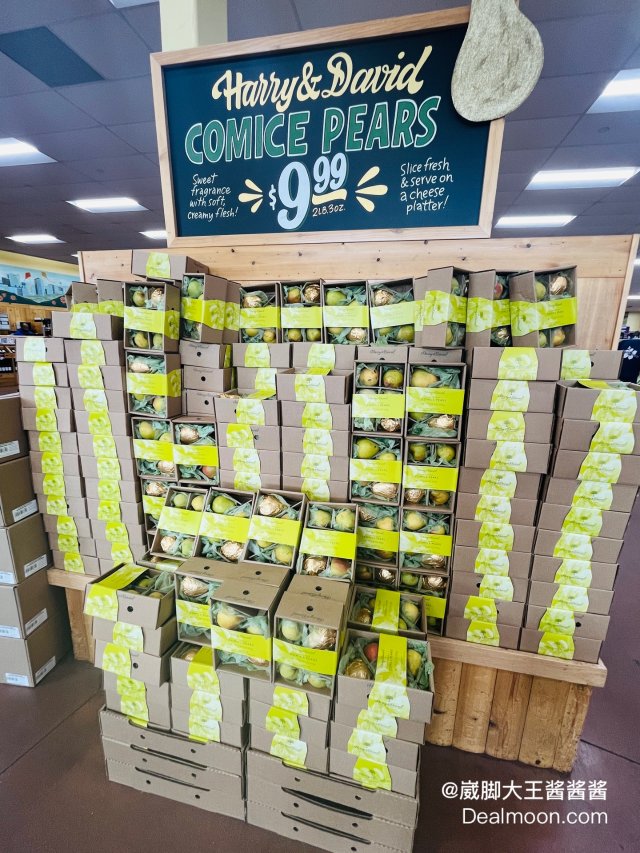 Harry & David
COMICE PEARS
Sweet
fragrance
with soft,
creamy flesh!
$9.99
2LB. 3oz.
Slice fresh
& serve on
a cheese
platter!
@崴脚大王酱酱酱
Dealmoon.com